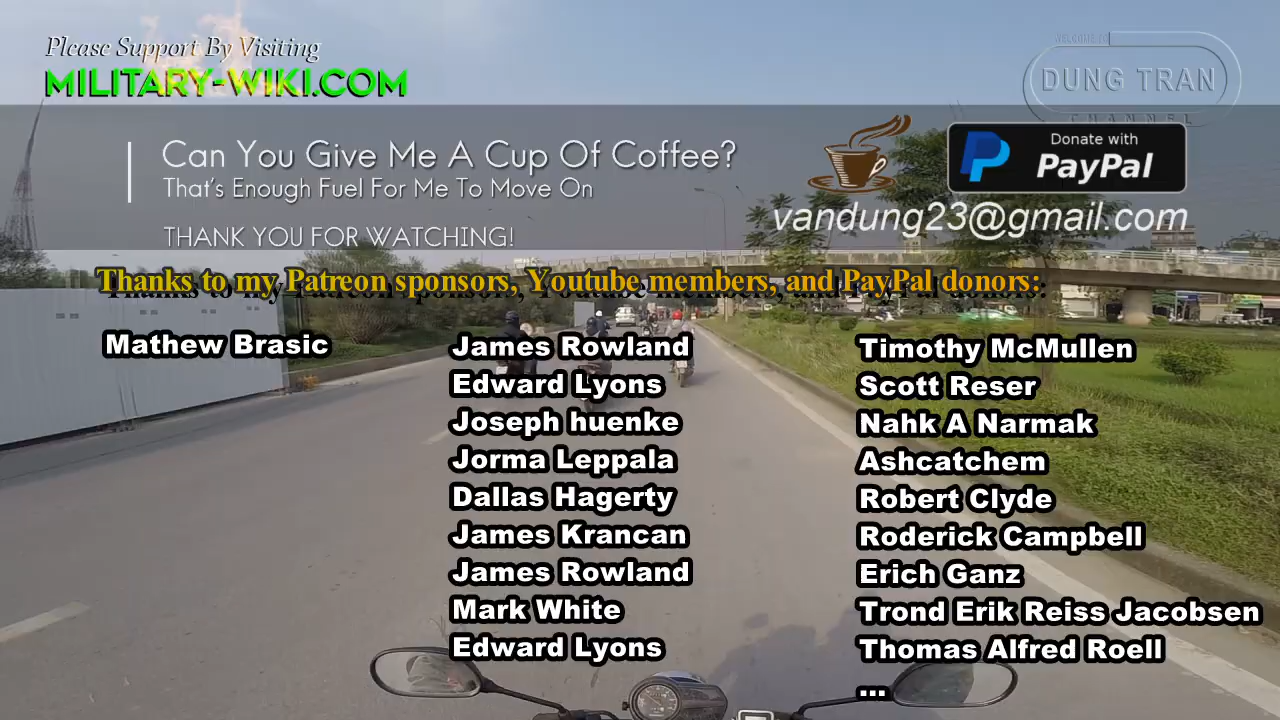 Please Support By Visiting
MILITARY-WIKI.COM
WELCOME TO
DUNG TRAN
CHANNEL
Can You Give Me A Cup Of Coffee?
That's Enough Fuel For Me To Move On
THANK YOU FOR WATCHING!
Donate with
PayPal
vandung23@gmail.com
Thanks to my Patreon sponsors, Youtube members, and PayPal donors:
Mathew Brasic
James Rowland
Edward Lyons
Joseph huenke
Jorma Leppala
Dallas Hagerty
James Krancan
James Rowland
Mark White
Edward Lyons
Timothy McMullen
Scott Reser
Nahk A Narmak
Ashcatchem
Robert Clyde
Roderick Campbell
Erich Ganz
Trond Erik Reiss Jacobsen
Thomas Alfred Roell
...